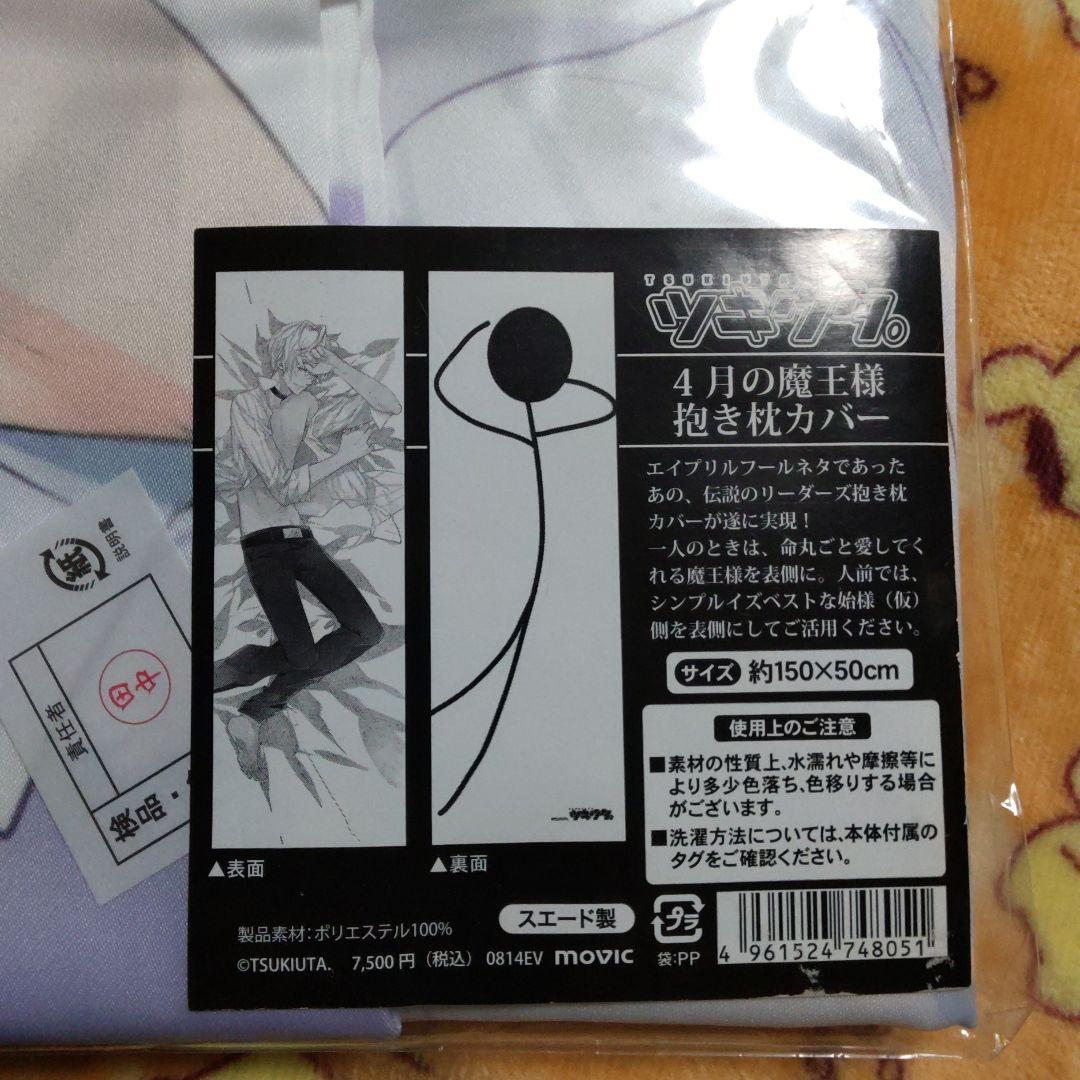 TSUKIUTA
ツキウタ。
4月の魔王様
抱き枕カバー
エイプリルフールネタであった
あの、伝説のリーダーズ抱き枕
カバーが遂に実現！
一人のときは、命丸ごと愛してく
れる魔王様を表側に。人前では、
シンプルイズベストな始様（仮）
側を表側にしてご活用ください。
サイズ 約150×50cm
使用上のご注意
■素材の性質上、水濡れや摩擦等に
より多少色落ち、色移りする場合
がございます。
■洗濯方法については、本体付属の
タグをご確認ください。
ツキウタ。
▲表面
▲裏面
スエード製
製品素材：ポリエステル100%
©TSUKIUTA. 7,500円（税込） 0814EV movic
プラ
袋：PP
4 961524 748051
紙
説明書
責任者
田中
検品・